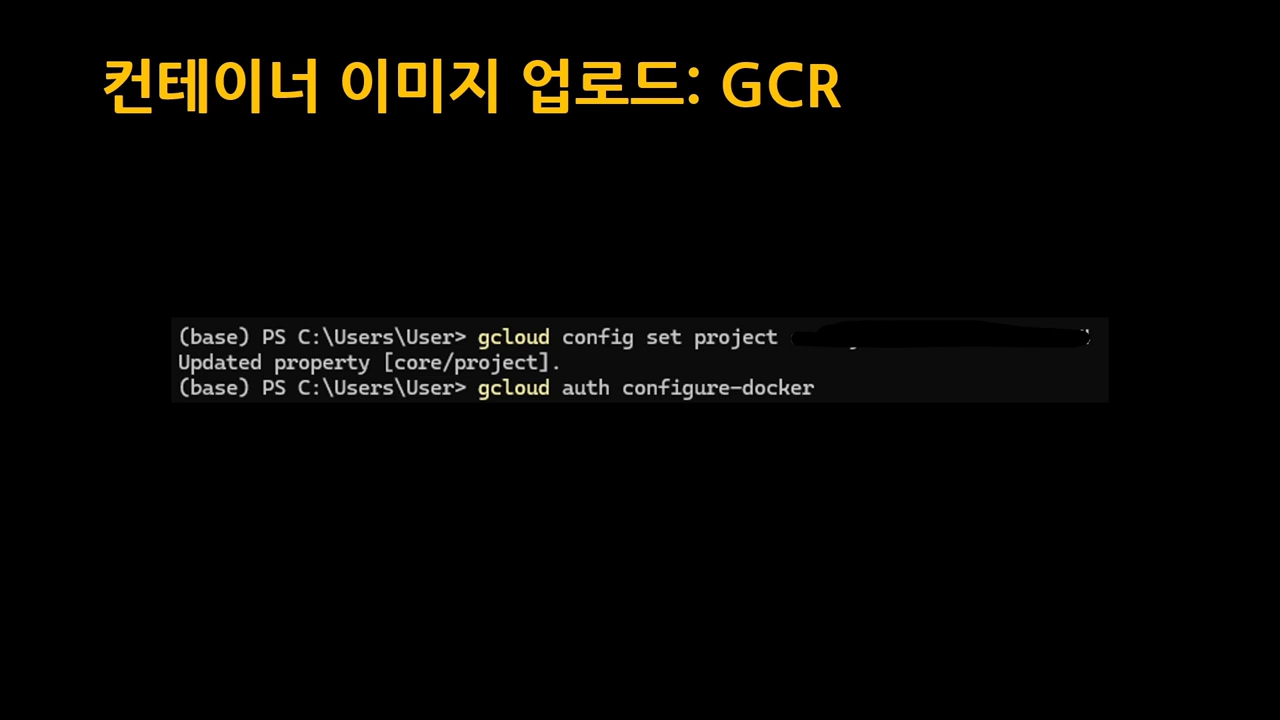 컨테이너 이미지 업로드: GCR
(base) PS C:\Users\User> gcloud config set project
Updated property [core/project].
(base) PS C:\Users\User> gcloud auth configure-docker